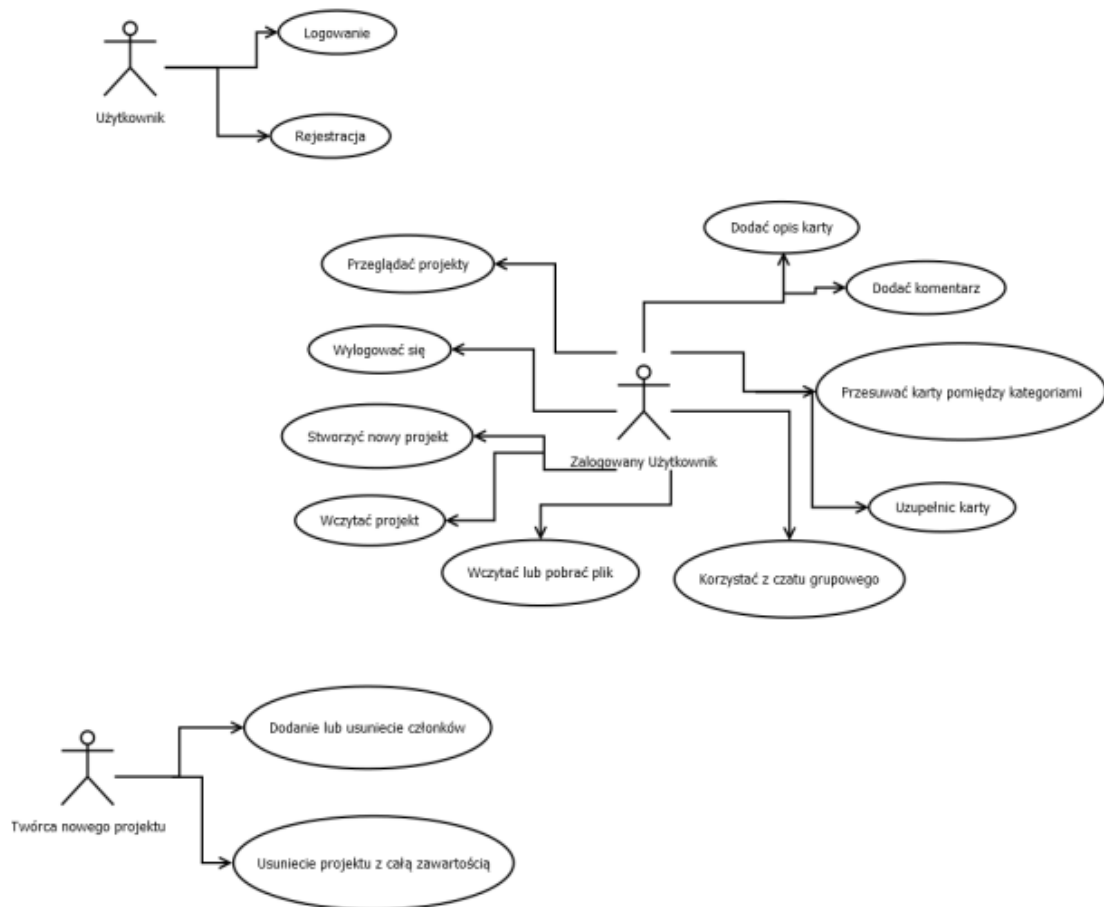 Logowanie
Użytkownik
Rejestracja
Dodać opis karty
Przeglądać projekty
Dodać komentarz
Wylogować się
Przesuwać karty pomiędzy kategoriami
Stworzyć nowy projekt
Zalogowany Użytkownik
Wczytać projekt
Uzupełnic karty
Wczytać lub pobrać plik
Korzystać z czatu grupowego
Dodanie lub usuniecie członków
Twórca nowego projektu
Usuniecie projektu z całą zawartością